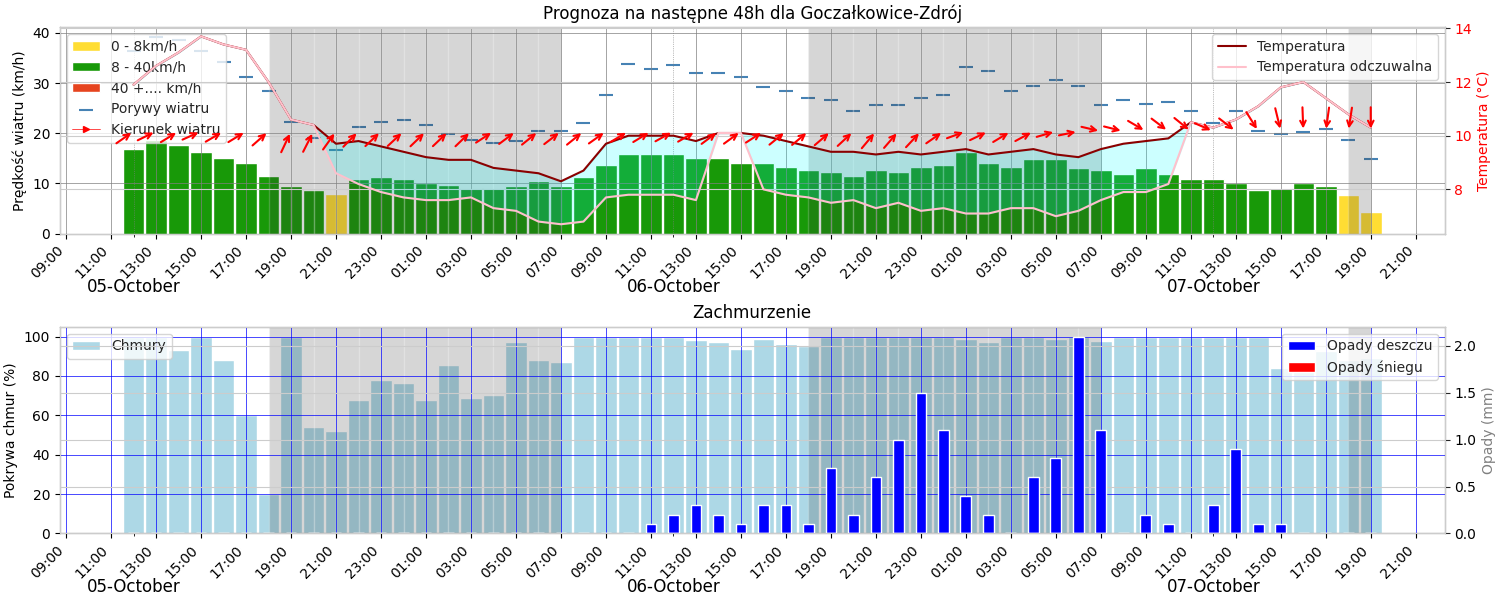 Prognoza na następne 48h dla Goczałkowice-Zdrój
Prędkość wiatru (km/h)
40
30
20
10
0
0 - 8km/h
8 - 40km/h
40 +.... km/h
Porywy wiatru
Kierunek wiatru
Temperatura
Temperatura odczuwalna
14
12
10
8
Temperatura (°C)
09:00 11:00 13:00 15:00 17:00 19:00 21:00 23:00 01:00 03:00 05:00 07:00 09:00 11:00 13:00 15:00 17:00 19:00 21:00 23:00 01:00 03:00 05:00 07:00 09:00 11:00 13:00 15:00 17:00 19:00 21:00
05-October 06-October 07-October
Zachmurzenie
Pokrywa chmur (%)
100
80
60
40
20
0
Chmury
Opady deszczu
Opady śniegu
2.0
1.5
1.0
0.5
0.0
Opady (mm)
09:00 11:00 13:00 15:00 17:00 19:00 21:00 23:00 01:00 03:00 05:00 07:00 09:00 11:00 13:00 15:00 17:00 19:00 21:00 23:00 01:00 03:00 05:00 07:00 09:00 11:00 13:00 15:00 17:00 19:00 21:00
05-October 06-October 07-October